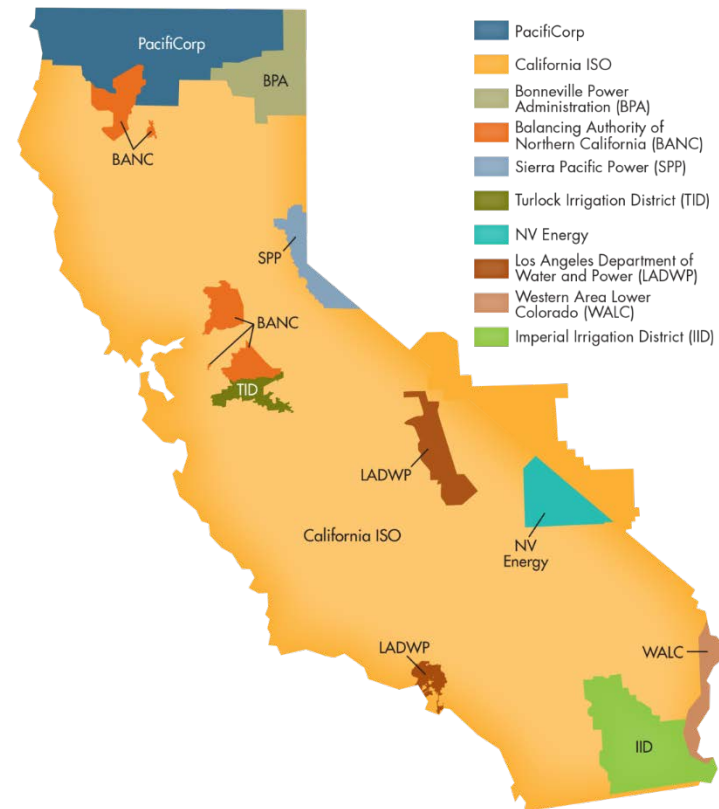 PacifiCorp
BPA
BANC
SPP
BANC
TID
LADWP
California ISO
NV
Energy
LADWP
WALC
IID
PacifiCorp
California ISO
Bonneville Power
Administration (BPA)
Balancing Authority of
Northern California (BANC)
Sierra Pacific Power (SPP)
Turlock Irrigation District (TID)
NV Energy
Los Angeles Department of
Water and Power (LADWP)
Western Area Lower
Colorado (WALC)
Imperial Irrigation District (IID)